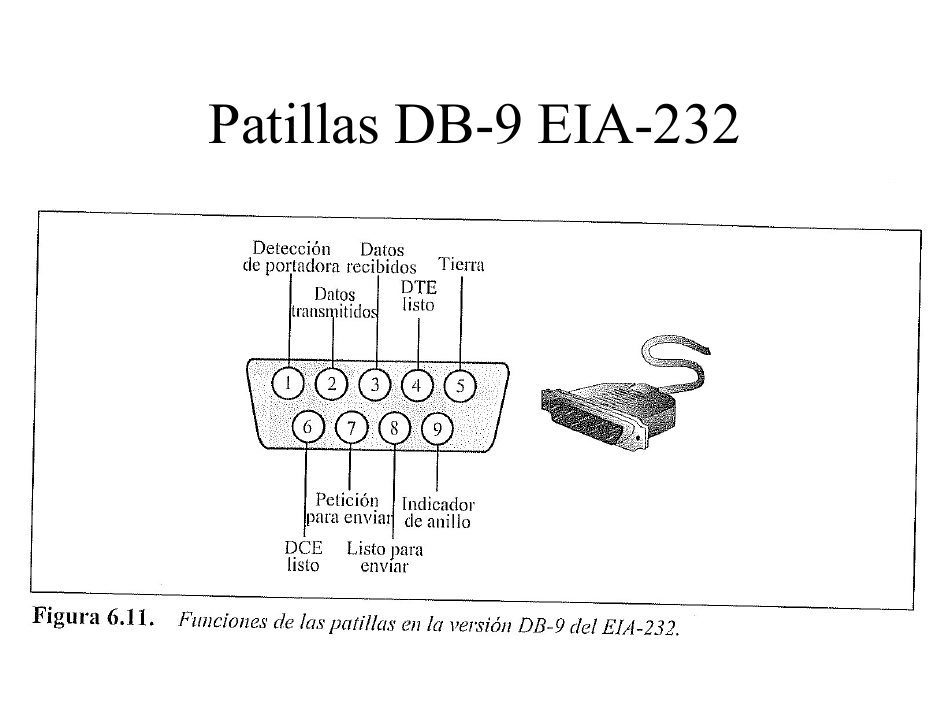 Patillas DB-9 EIA-232
Detección
de portadora
Datos
recibidos
Tierra
Datos
transmitidos
DTE
listo
1 2 3 4 5
6 7 8 9
Petición
para enviar
Indicador
de anillo
DCE
listo
Listo para
enviar
Figura 6.11. Funciones de las patillas en la versión DB-9 del EIA-232.